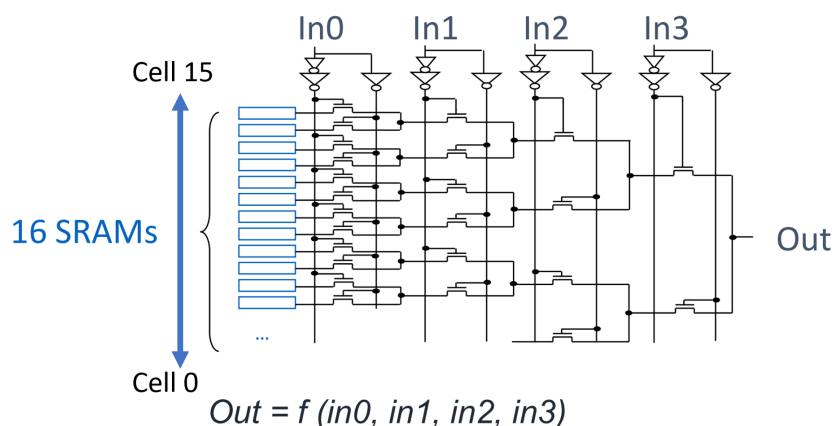 In0 In1 In2 In3
Cell 15
16 SRAMs
Out
...
Cell 0
Out = f (in0, in1, in2, in3)